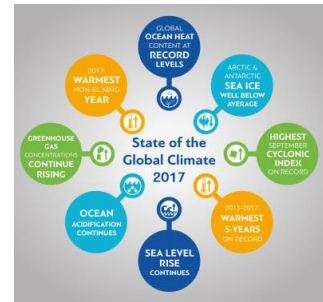 GLOBAL
OCEAN HEAT
CONTENT AT
RECORD
LEVELS
ARCTIC &
ANTARCTIC
SEA ICE
WELL BELOW
AVERAGE
HIGHEST
SEPTEMBER
CYCLONIC
INDEX
ON RECORD
2013-2017:
WARMEST
5-YEARS
ON RECORD
SEA LEVEL
RISE
CONTINUES
OCEAN
ACIDIFICATION
CONTINUES
GREENHOUSE
GAS
CONCENTRATIONS
CONTINUE
RISING
2017:
WARMEST
NON-EL NINO
YEAR
State of the
Global Climate
2017